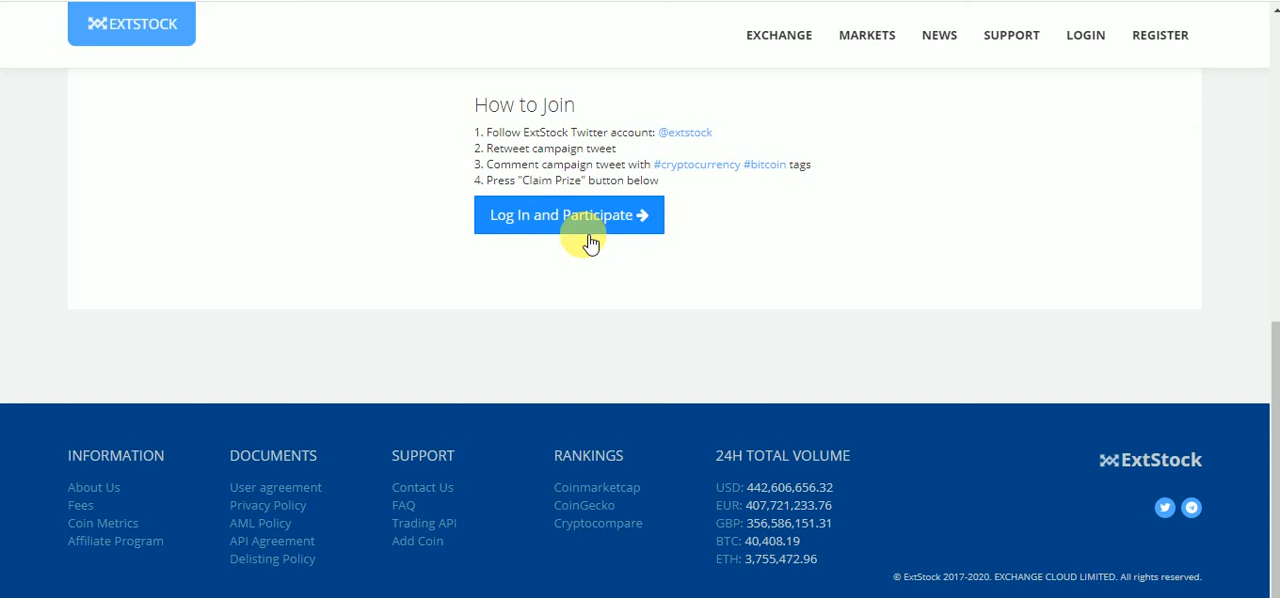 EXTSTOCK
EXCHANGE MARKETS NEWS SUPPORT LOGIN REGISTER
How to Join
1. Follow ExtStock Twitter account: @extstock
2. Retweet campaign tweet
3. Comment campaign tweet with #cryptocurrency #bitcoin tags
4. Press "Claim Prize" button below
Log In and Participate
INFORMATION
About Us
Fees
Coin Metrics
Affiliate Program
DOCUMENTS
User agreement
Privacy Policy
AML Policy
API Agreement
Delisting Policy
SUPPORT
Contact Us
FAQ
Trading API
Add Coin
RANKINGS
Coinmarketcap
CoinGecko
Cryptocompare
24H TOTAL VOLUME
USD: 442,606,656.32
EUR: 407,721,233.76
GBP: 356,586,151.31
BTC: 40,408.19
ETH: 3,755,472.96
ExtStock
© ExtStock 2017-2020. EXCHANGE CLOUD LIMITED. All rights reserved.